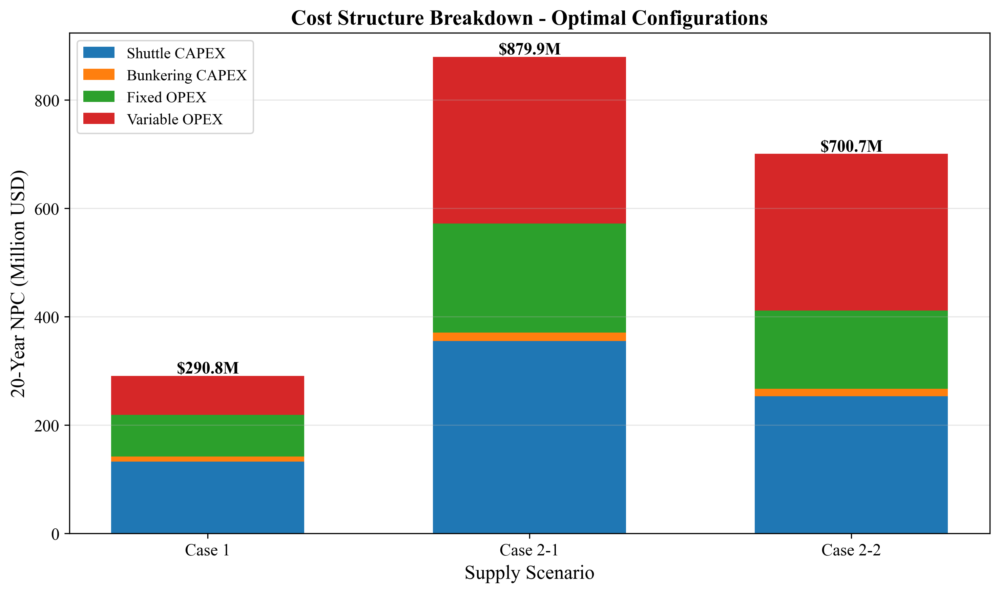 Cost Structure Breakdown - Optimal Configurations
Shuttle CAPEX
Bunkering CAPEX
Fixed OPEX
Variable OPEX
$290.8M
$879.9M
$700.7M
20-Year NPC (Million USD)
800
600
400
200
0
Case 1
Case 2-1
Case 2-2
Supply Scenario